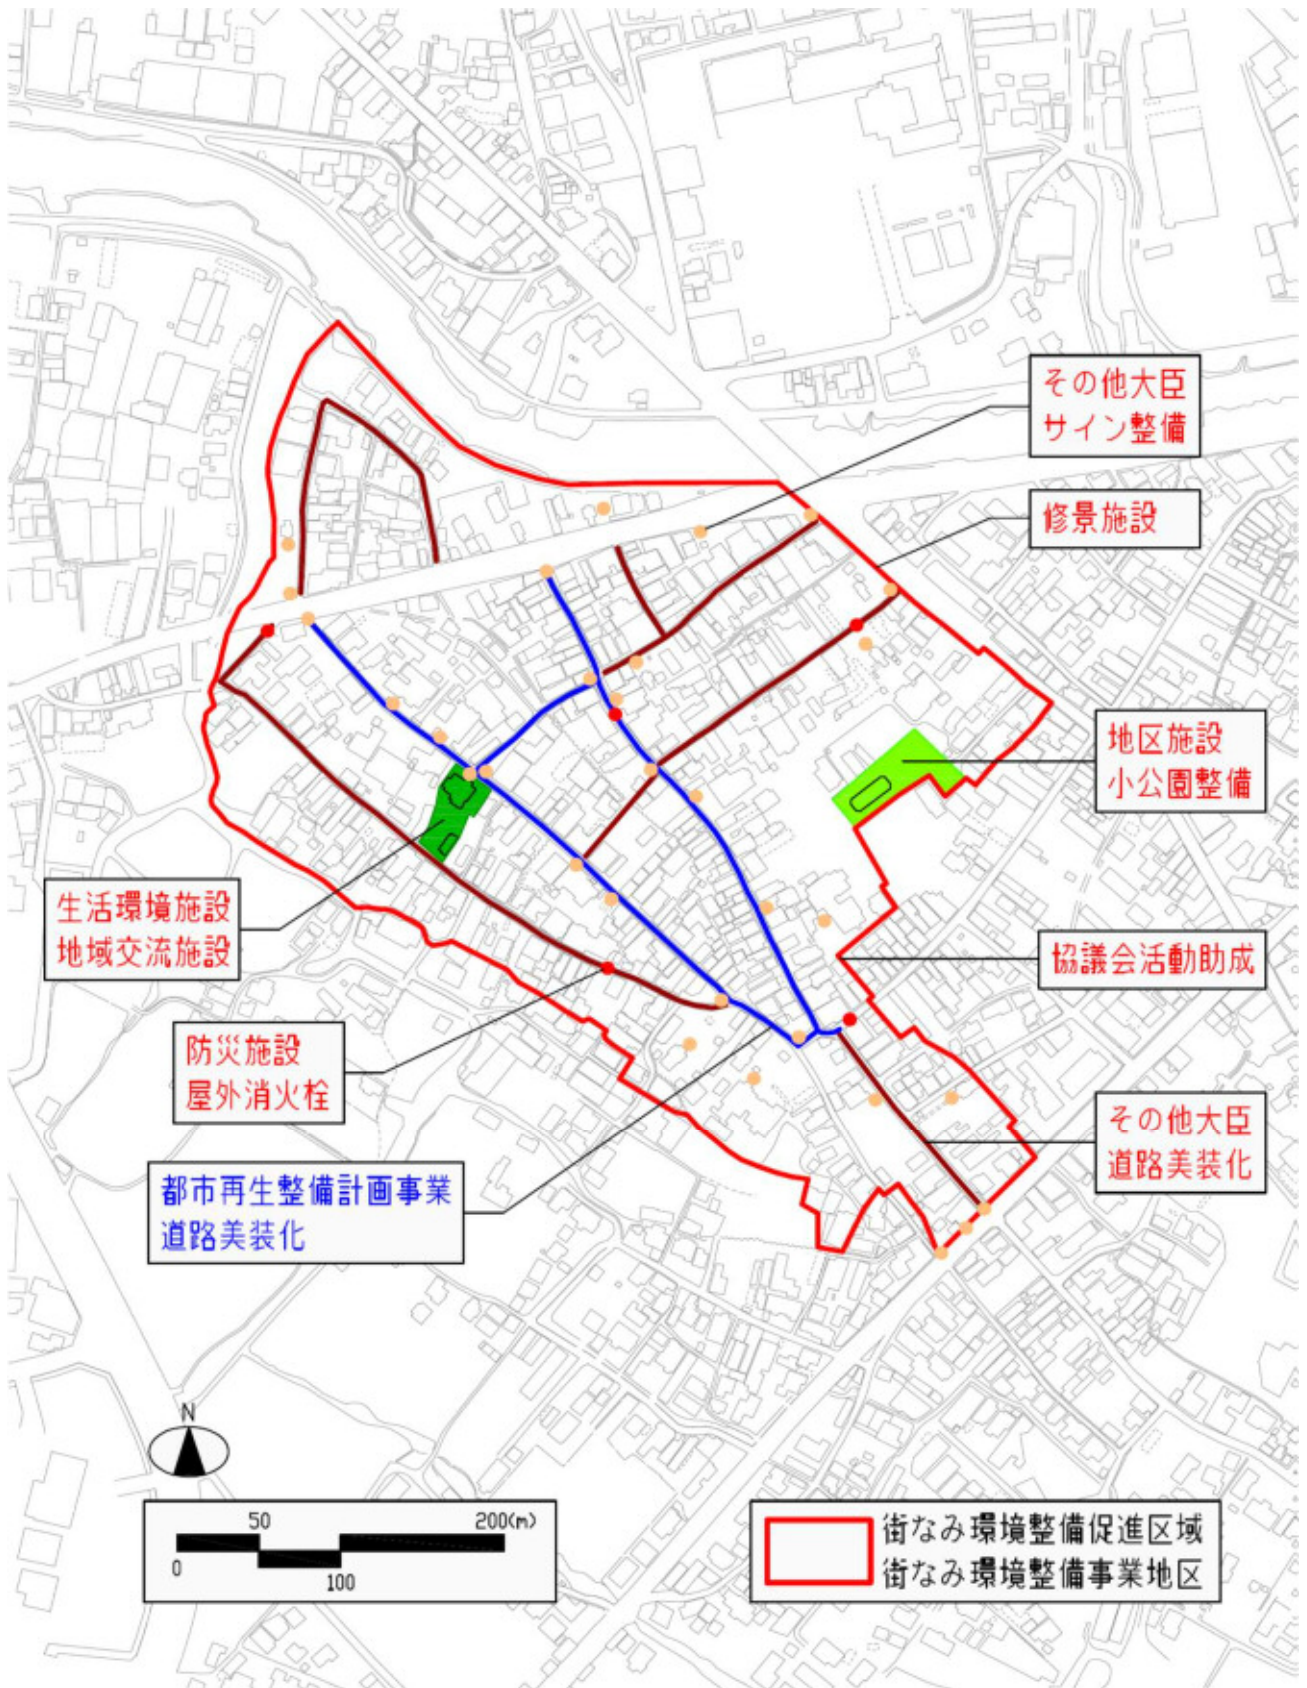 その他大臣
サイン整備
修景施設
地区施設
小公園整備
生活環境施設
地域交流施設
協議会活動助成
防災施設
屋外消火栓
その他大臣
道路美装化
都市再生整備計画事業
道路美装化
N
50
200(m)
0
100
街なみ環境整備促進区域
街なみ環境整備事業地区